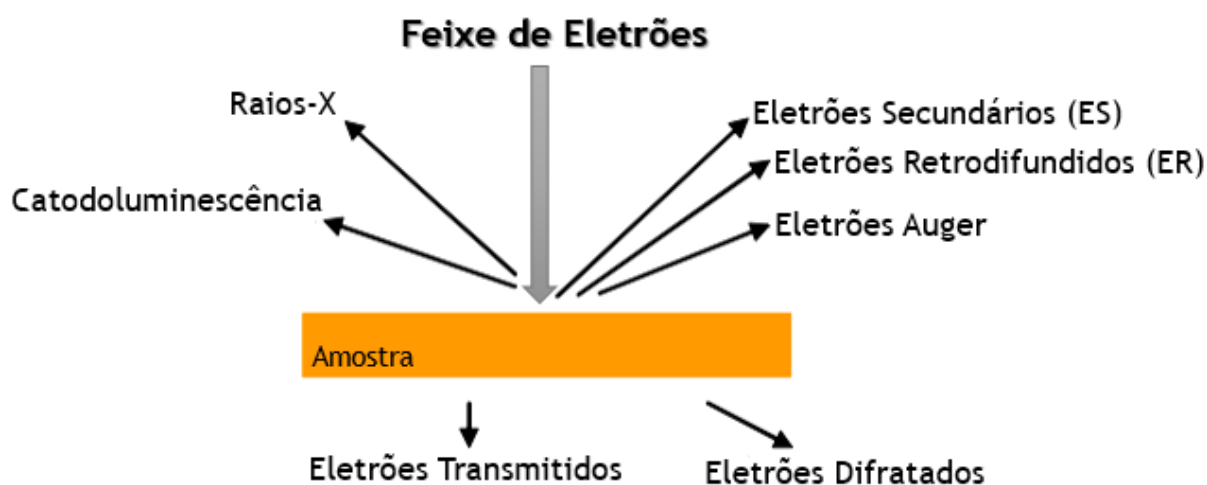 Feixe de Eletrões
Raios-X
Eletrões Secundários (ES)
Eletrões Retrodifundidos (ER)
Catodoluminescência
Eletrões Auger
Amostra
Eletrões Transmitidos
Eletrões Difratados